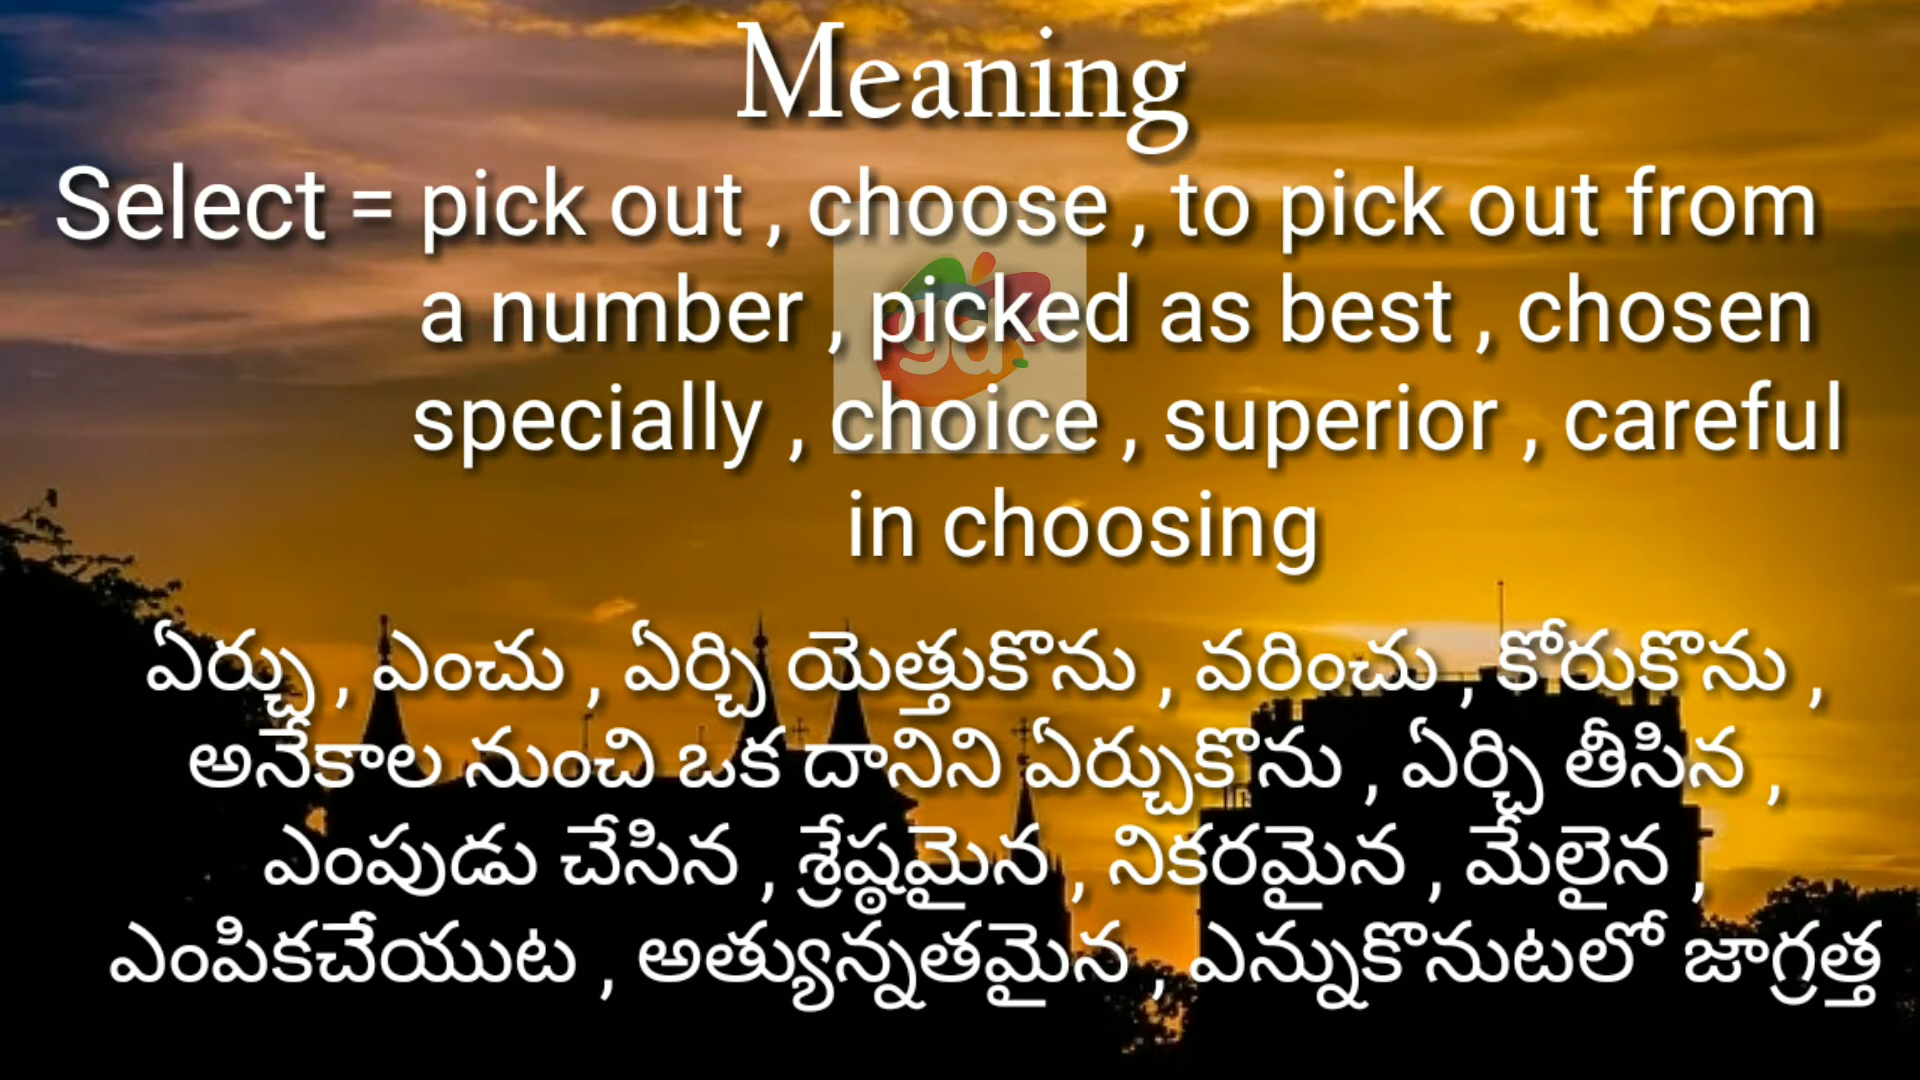 Meaning
Select = pick out , choose , to pick out from
a number , picked as best , chosen
specially , choice , superior , careful
in choosing
ఏర్చు , ఎంచు , ఏర్చి యెత్తుకొను , వరించు , కోరుకొను ,
అనేకాల నుంచి ఒక దానిని ఏర్చుకొను , ఏర్చి తీసిన ,
ఎంపుడు చేసిన , శ్రేష్ఠమైన , నికరమైన , మేలైన ,
ఎంపికచేయుట , అత్యున్నతమైన , ఎన్నుకొనుటలో జాగ్రత్త